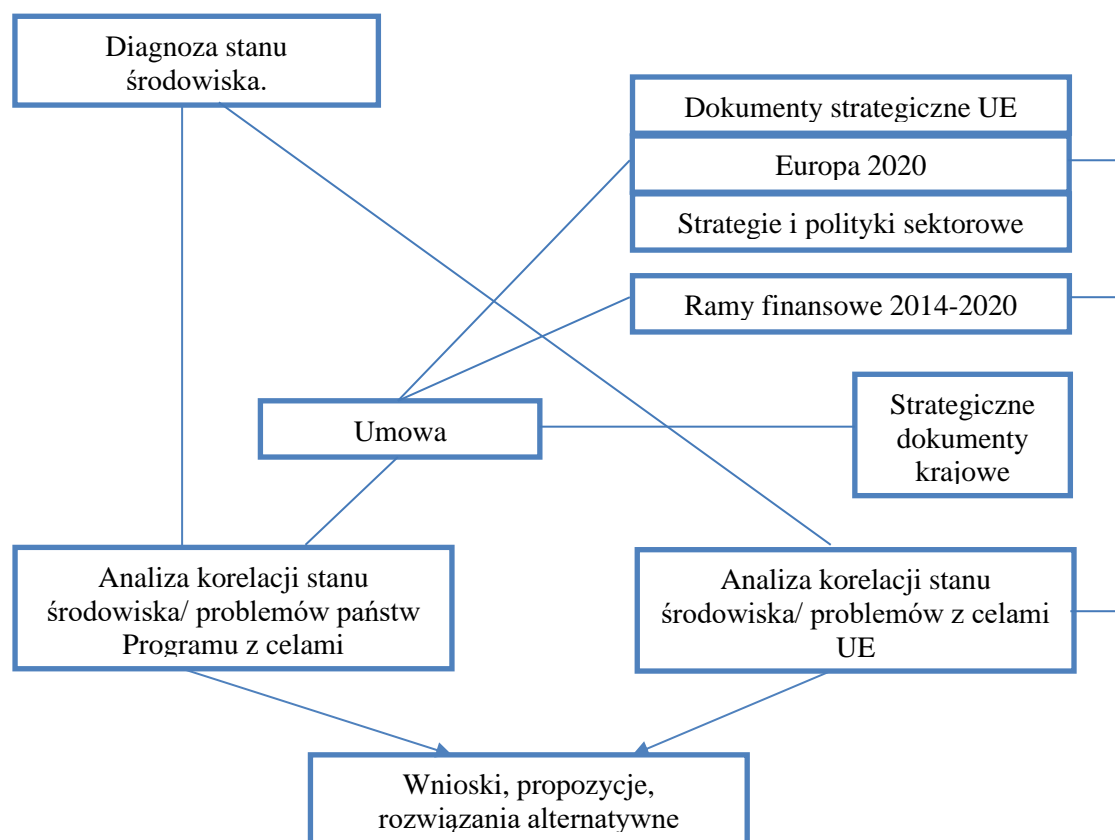 Diagnoza stanu
środowiska.
Dokumenty strategiczne UE
Europa 2020
Strategie i polityki sektorowe
Ramy finansowe 2014-2020
Umowa
Strategiczne
dokumenty
krajowe
Analiza korelacji stanu
środowiska/ problemów państw
Programu z celami
Analiza korelacji stanu
środowiska/ problemów z celami
UE
Wnioski, propozycje,
rozwiązania alternatywne